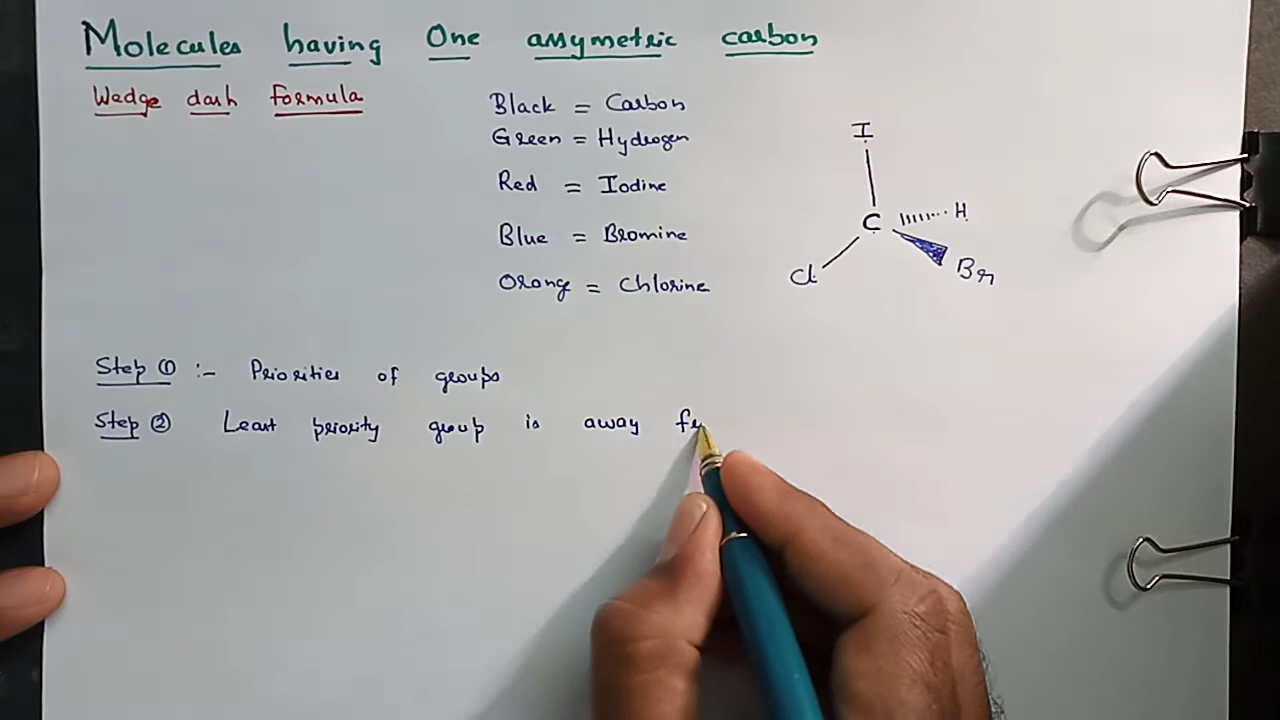 Molecules having One assymetric carbon
Wedge dash formula
Black = Carbon
Green = Hydrogen
Red = Iodine
Blue = Bromine
Orange = Chlorine
I
C H
Cl Br
Step ① :- Priorities of groups
Step ② Least priority group is away